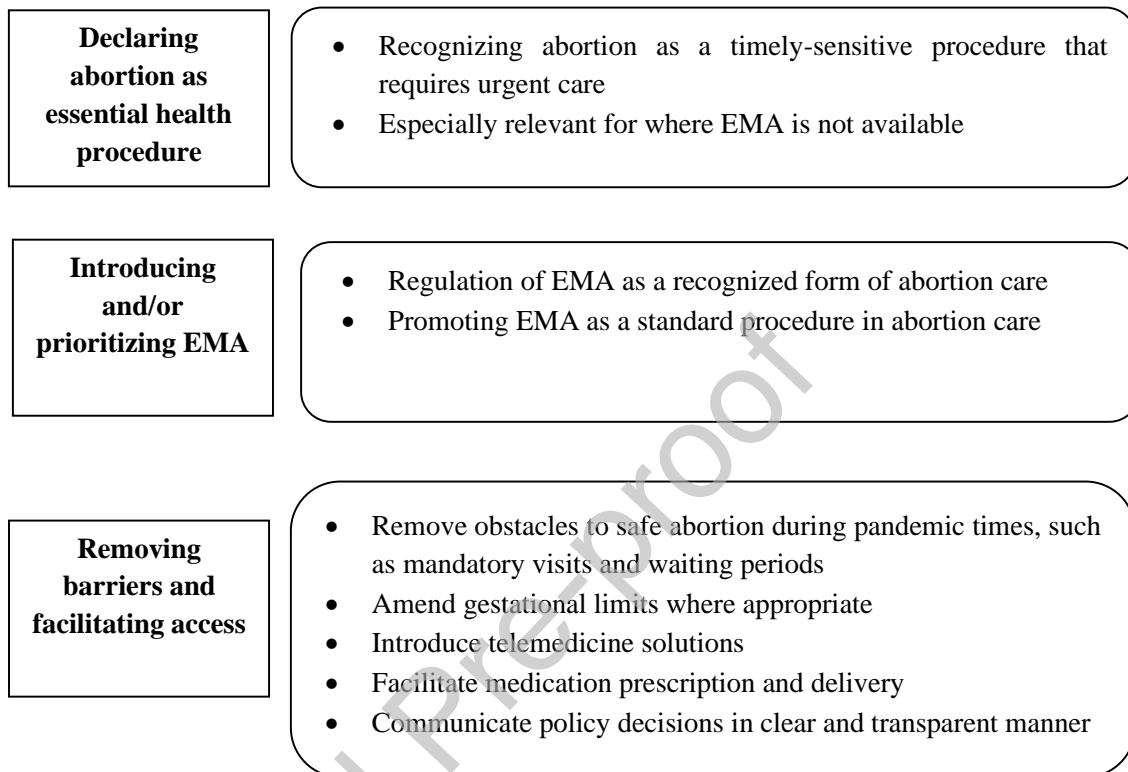 Declaring
abortion as
essential health
procedure
• Recognizing abortion as a timely-sensitive procedure that
requires urgent care
• Especially relevant for where EMA is not available
Introducing
and/or
prioritizing EMA
• Regulation of EMA as a recognized form of abortion care
• Promoting EMA as a standard procedure in abortion care
Removing
barriers and
facilitating access
• Remove obstacles to safe abortion during pandemic times, such
as mandatory visits and waiting periods
• Amend gestational limits where appropriate
• Introduce telemedicine solutions
• Facilitate medication prescription and delivery
• Communicate policy decisions in clear and transparent manner
Pre-proof